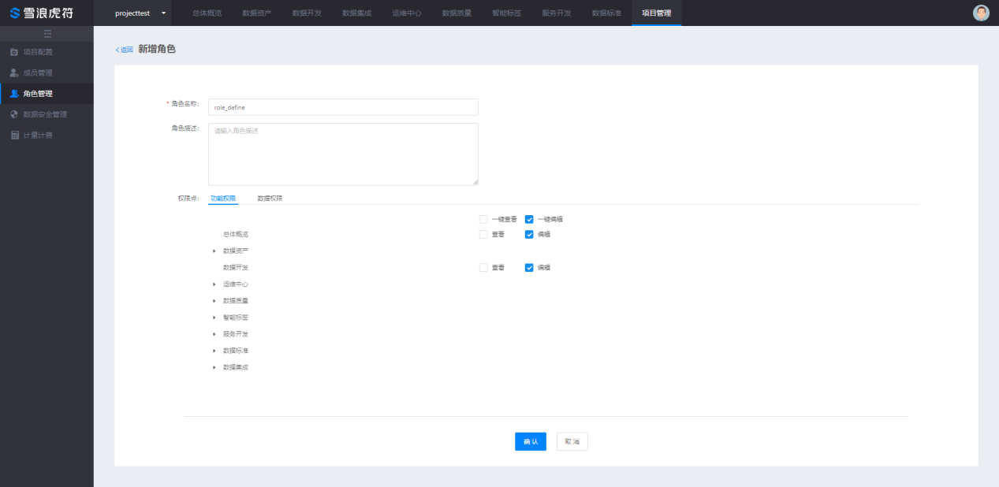 雪浪虎符 projecttest 总体概览 数据资产 数据开发 数据集成 运维中心 数据质量 智能标签 服务开发 数据标准 项目管理
项目配置
成员管理
角色管理
数据安全管理
计量计费
返回 新增角色
* 角色名称: role_define
角色描述: 请输入角色描述
权限点: 功能权限 数据权限
一键查看 一键编辑
总体概览 查看 编辑
数据资产
数据开发 查看 编辑
运维中心
数据质量
智能标签
服务开发
数据标准
数据集成
确认 取消